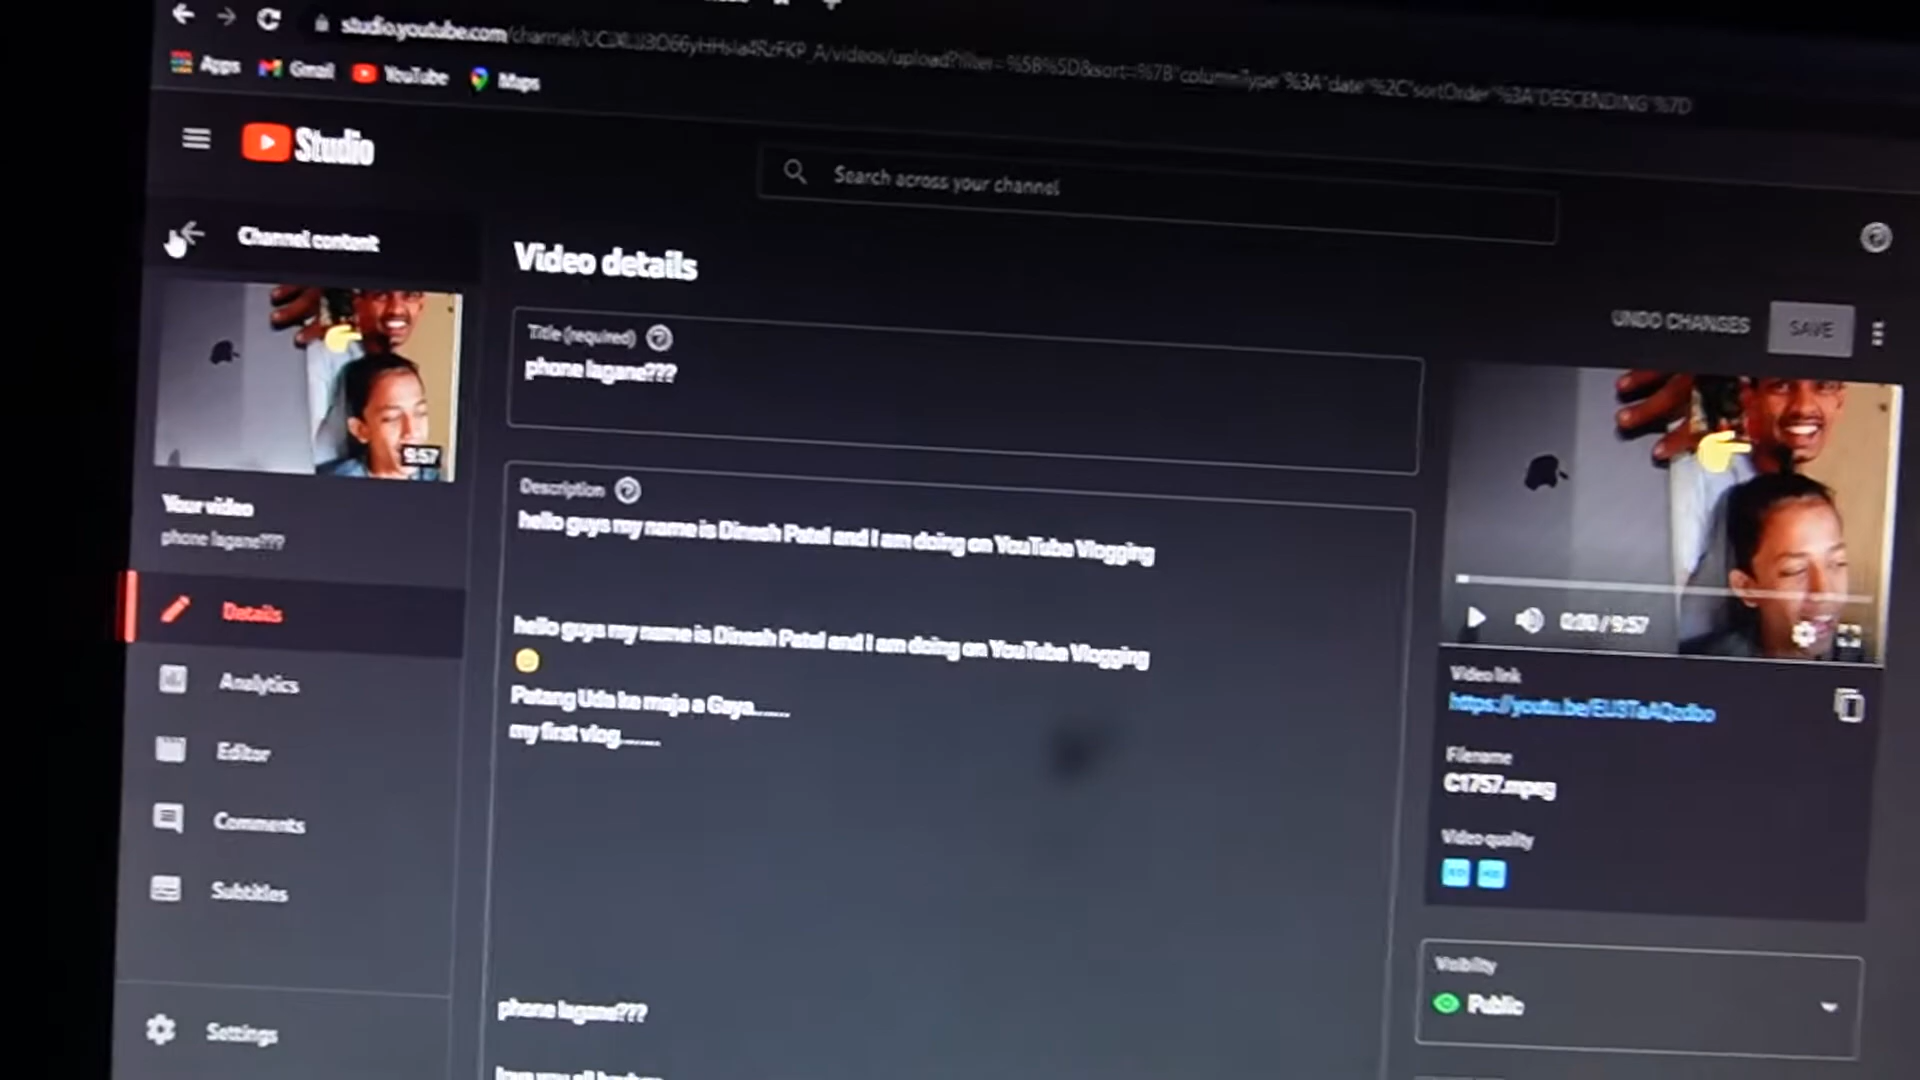 studio.youtube.com
Apps
Gmail
YouTube
Maps
Studio
Search across your channel
Channel content
Video details
UNDO CHANGES
SAVE
Title (required)
phone lagane???
9:57
Your video
phone lagane???
Description
hello guys my name is Dinesh Patel and I am doing on YouTube Vlogging
hello guys my name is Dinesh Patel and I am doing on YouTube Vlogging
Patang Uda ke maja a Gaya.......
my first vlog........
phone lagane???
Details
Analytics
Editor
Comments
Subtitles
Settings
0:00 / 9:57
Video link
Filename
C1757.mpeg
Video quality
Visibility
Public